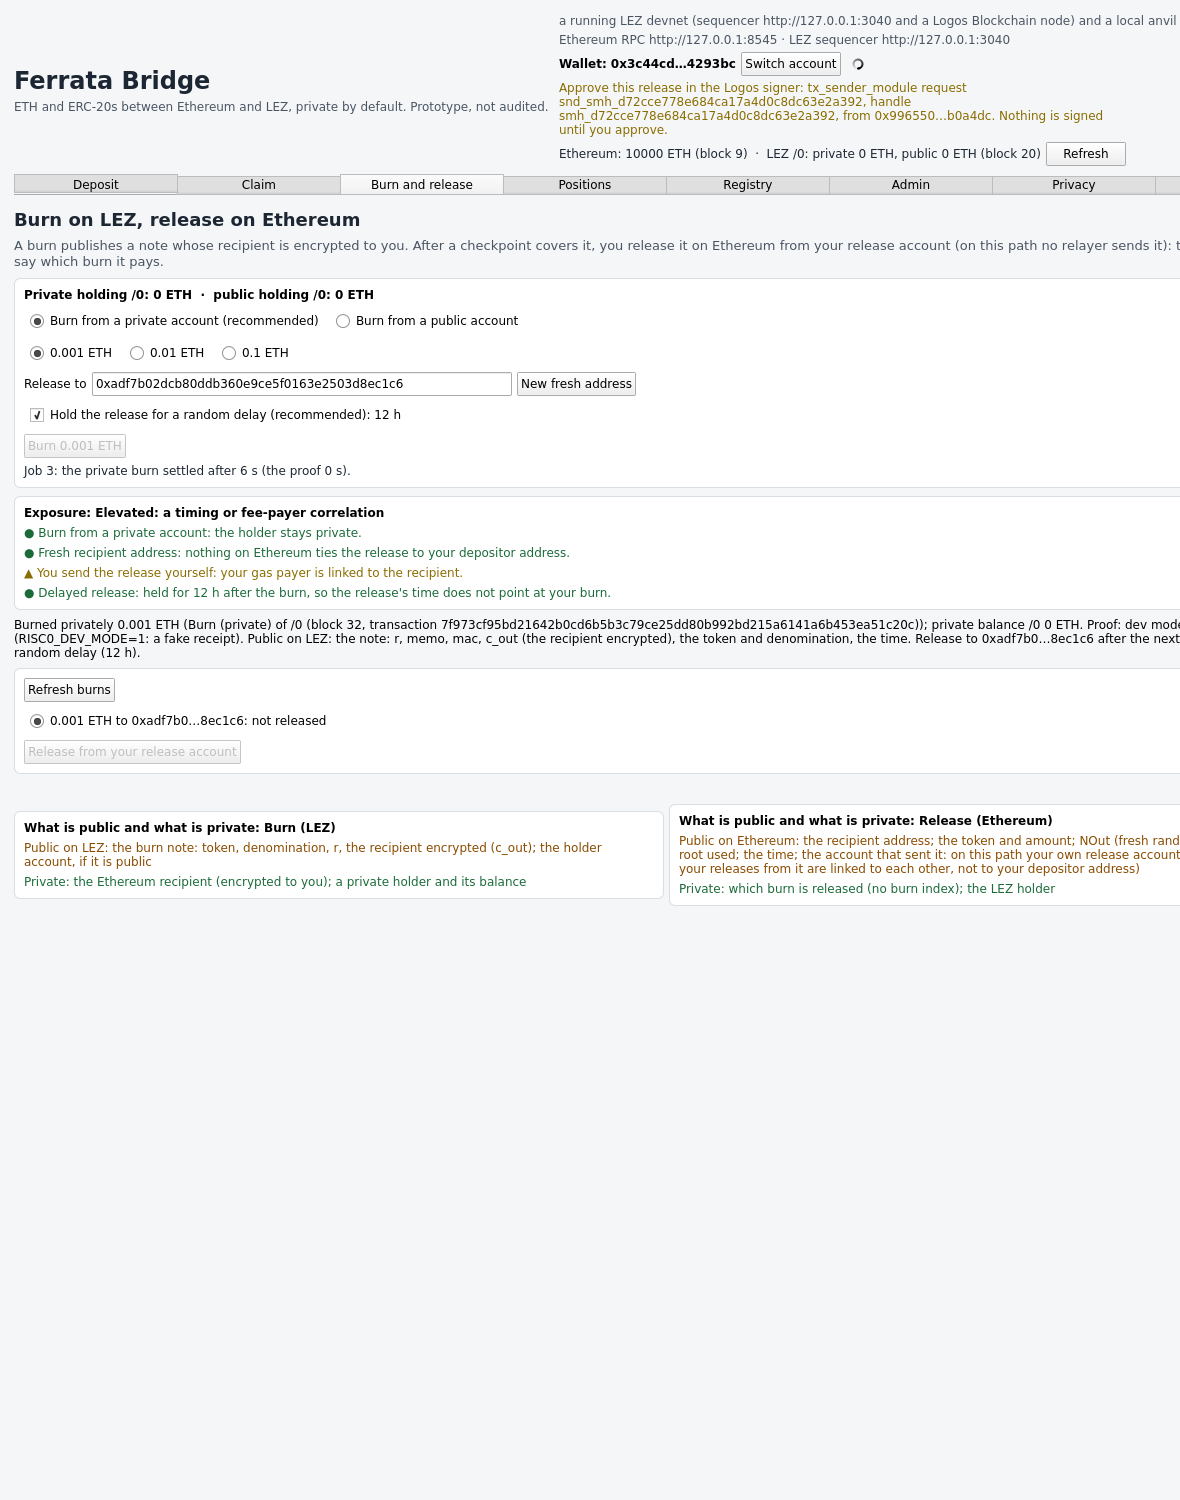 a running LEZ devnet (sequencer http://127.0.0.1:3040 and a Logos Blockchain node) and a local anvil
Ethereum RPC http://127.0.0.1:8545 · LEZ sequencer http://127.0.0.1:3040
Wallet: 0x3c44cd…4293bc Switch account
Ferrata Bridge
ETH and ERC-20s between Ethereum and LEZ, private by default. Prototype, not audited.
Approve this release in the Logos signer: tx_sender_module request
snd_smh_d72cce778e684ca17a4d0c8dc63e2a392, handle
smh_d72cce778e684ca17a4d0c8dc63e2a392, from 0x996550…b0a4dc. Nothing is signed
until you approve.
Ethereum: 10000 ETH (block 9) · LEZ /0: private 0 ETH, public 0 ETH (block 20) Refresh
Deposit Claim Burn and release Positions Registry Admin Privacy
Burn on LEZ, release on Ethereum
A burn publishes a note whose recipient is encrypted to you. After a checkpoint covers it, you release it on Ethereum from your release account (on this path no relayer sends it): t
say which burn it pays.
Private holding /0: 0 ETH · public holding /0: 0 ETH
Burn from a private account (recommended) Burn from a public account
0.001 ETH 0.01 ETH 0.1 ETH
Release to 0xadf7b02dcb80ddb360e9ce5f0163e2503d8ec1c6 New fresh address
Hold the release for a random delay (recommended): 12 h
Burn 0.001 ETH
Job 3: the private burn settled after 6 s (the proof 0 s).
Exposure: Elevated: a timing or fee-payer correlation
● Burn from a private account: the holder stays private.
● Fresh recipient address: nothing on Ethereum ties the release to your depositor address.
▲ You send the release yourself: your gas payer is linked to the recipient.
● Delayed release: held for 12 h after the burn, so the release's time does not point at your burn.
Burned privately 0.001 ETH (Burn (private) of /0 (block 32, transaction 7f973cf95bd21642b0cd6b5b3c79ce25dd80b992bd215a6141a6b453ea51c20c)); private balance /0 0 ETH. Proof: dev mode
(RISC0_DEV_MODE=1: a fake receipt). Public on LEZ: the note: r, memo, mac, c_out (the recipient encrypted), the token and denomination, the time. Release to 0xadf7b0…8ec1c6 after the next
random delay (12 h).
Refresh burns
0.001 ETH to 0xadf7b0…8ec1c6: not released
Release from your release account
What is public and what is private: Burn (LEZ)
Public on LEZ: the burn note: token, denomination, r, the recipient encrypted (c_out); the holder
account, if it is public
Private: the Ethereum recipient (encrypted to you); a private holder and its balance
What is public and what is private: Release (Ethereum)
Public on Ethereum: the recipient address; the token and amount; NOut (fresh rand
root used; the time; the account that sent it: on this path your own release account
your releases from it are linked to each other, not to your depositor address)
Private: which burn is released (no burn index); the LEZ holder